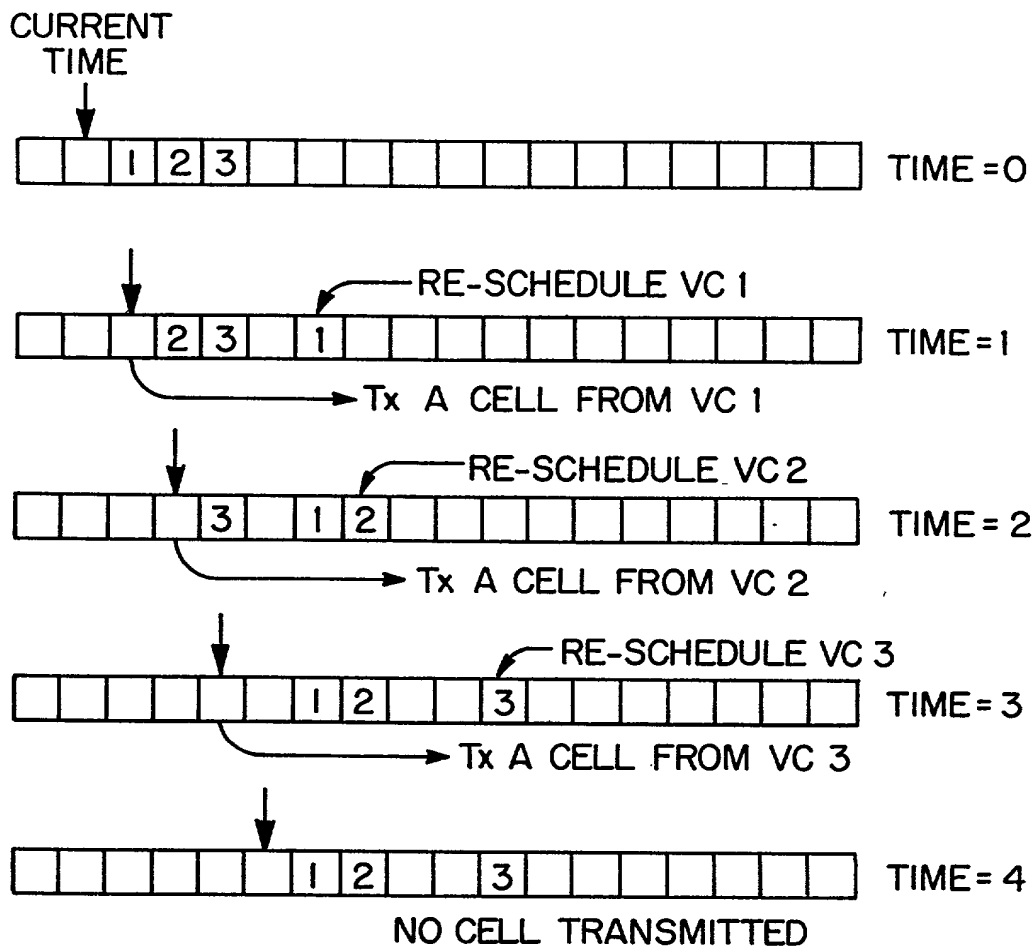 CURRENT
TIME
1 2 3 TIME=0
RE-SCHEDULE VC 1
2 3 1 TIME=1
Tx A CELL FROM VC 1
RE-SCHEDULE VC 2
3 1 2 TIME=2
Tx A CELL FROM VC 2
RE-SCHEDULE VC 3
1 2 3 TIME=3
Tx A CELL FROM VC 3
1 2 3 TIME=4
NO CELL TRANSMITTED